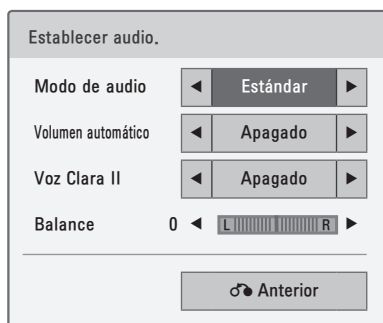 Establecer audio.
Modo de audio ◀ Estándar ▶
Volumen automático ◀ Apagado ▶
Voz Clara II ◀ Apagado ▶
Balance 0 ◀ L R ▶
Anterior